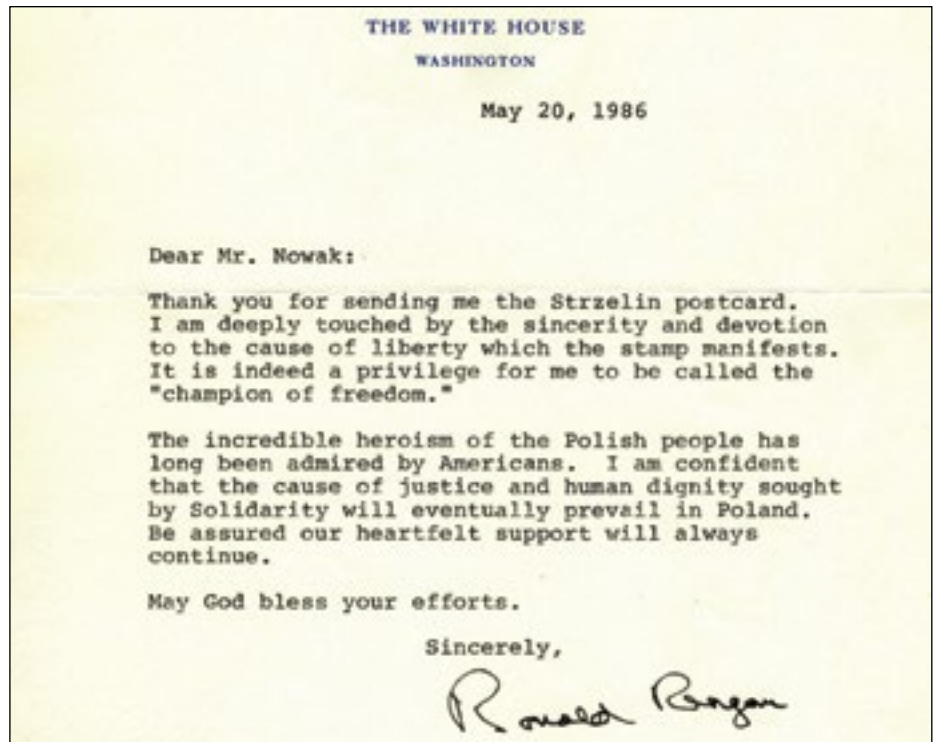 THE WHITE HOUSE
WASHINGTON
May 20, 1986
Dear Mr. Nowak:
Thank you for sending me the Strzelin postcard.
I am deeply touched by the sincerity and devotion
to the cause of liberty which the stamp manifests.
It is indeed a privilege for me to be called the
"champion of freedom."
The incredible heroism of the Polish people has
long been admired by Americans. I am confident
that the cause of justice and human dignity sought
by Solidarity will eventually prevail in Poland.
Be assured our heartfelt support will always
continue.
May God bless your efforts.
Sincerely,
Ronald Reagan